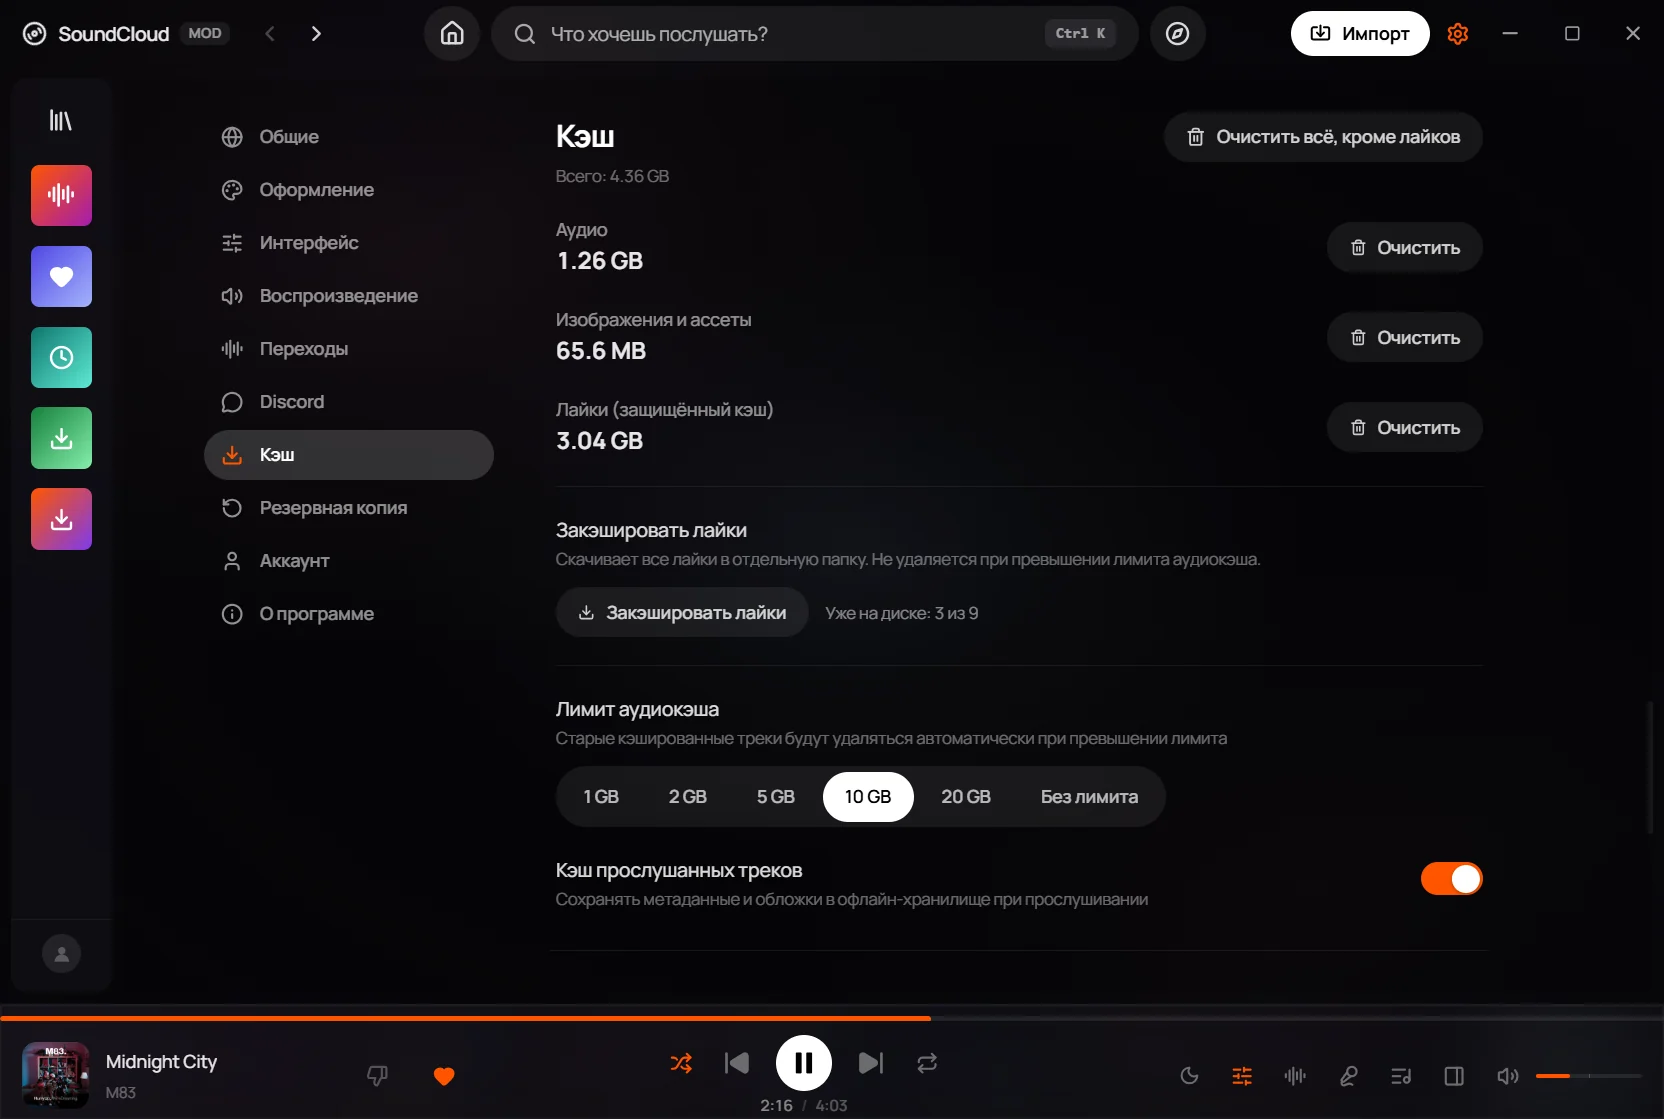 SoundCloud MOD
Что хочешь послушать?
Ctrl K
Импорт
Общие
Оформление
Интерфейс
Воспроизведение
Переходы
Discord
Кэш
Резервная копия
Аккаунт
О программе
Кэш
Всего: 4.36 GB
Очистить всё, кроме лайков
Аудио
1.26 GB
Очистить
Изображения и ассеты
65.6 MB
Очистить
Лайки (защищённый кэш)
3.04 GB
Очистить
Закэшировать лайки
Скачивает все лайки в отдельную папку. Не удаляется при превышении лимита аудиокэша.
Закэшировать лайки
Уже на диске: 3 из 9
Лимит аудиокэша
Старые кэшированные треки будут удаляться автоматически при превышении лимита
1 GB 2 GB 5 GB 10 GB 20 GB Без лимита
Кэш прослушанных треков
Сохранять метаданные и обложки в офлайн-хранилище при прослушивании
M83.
Midnight City
M83
2:16 / 4:03